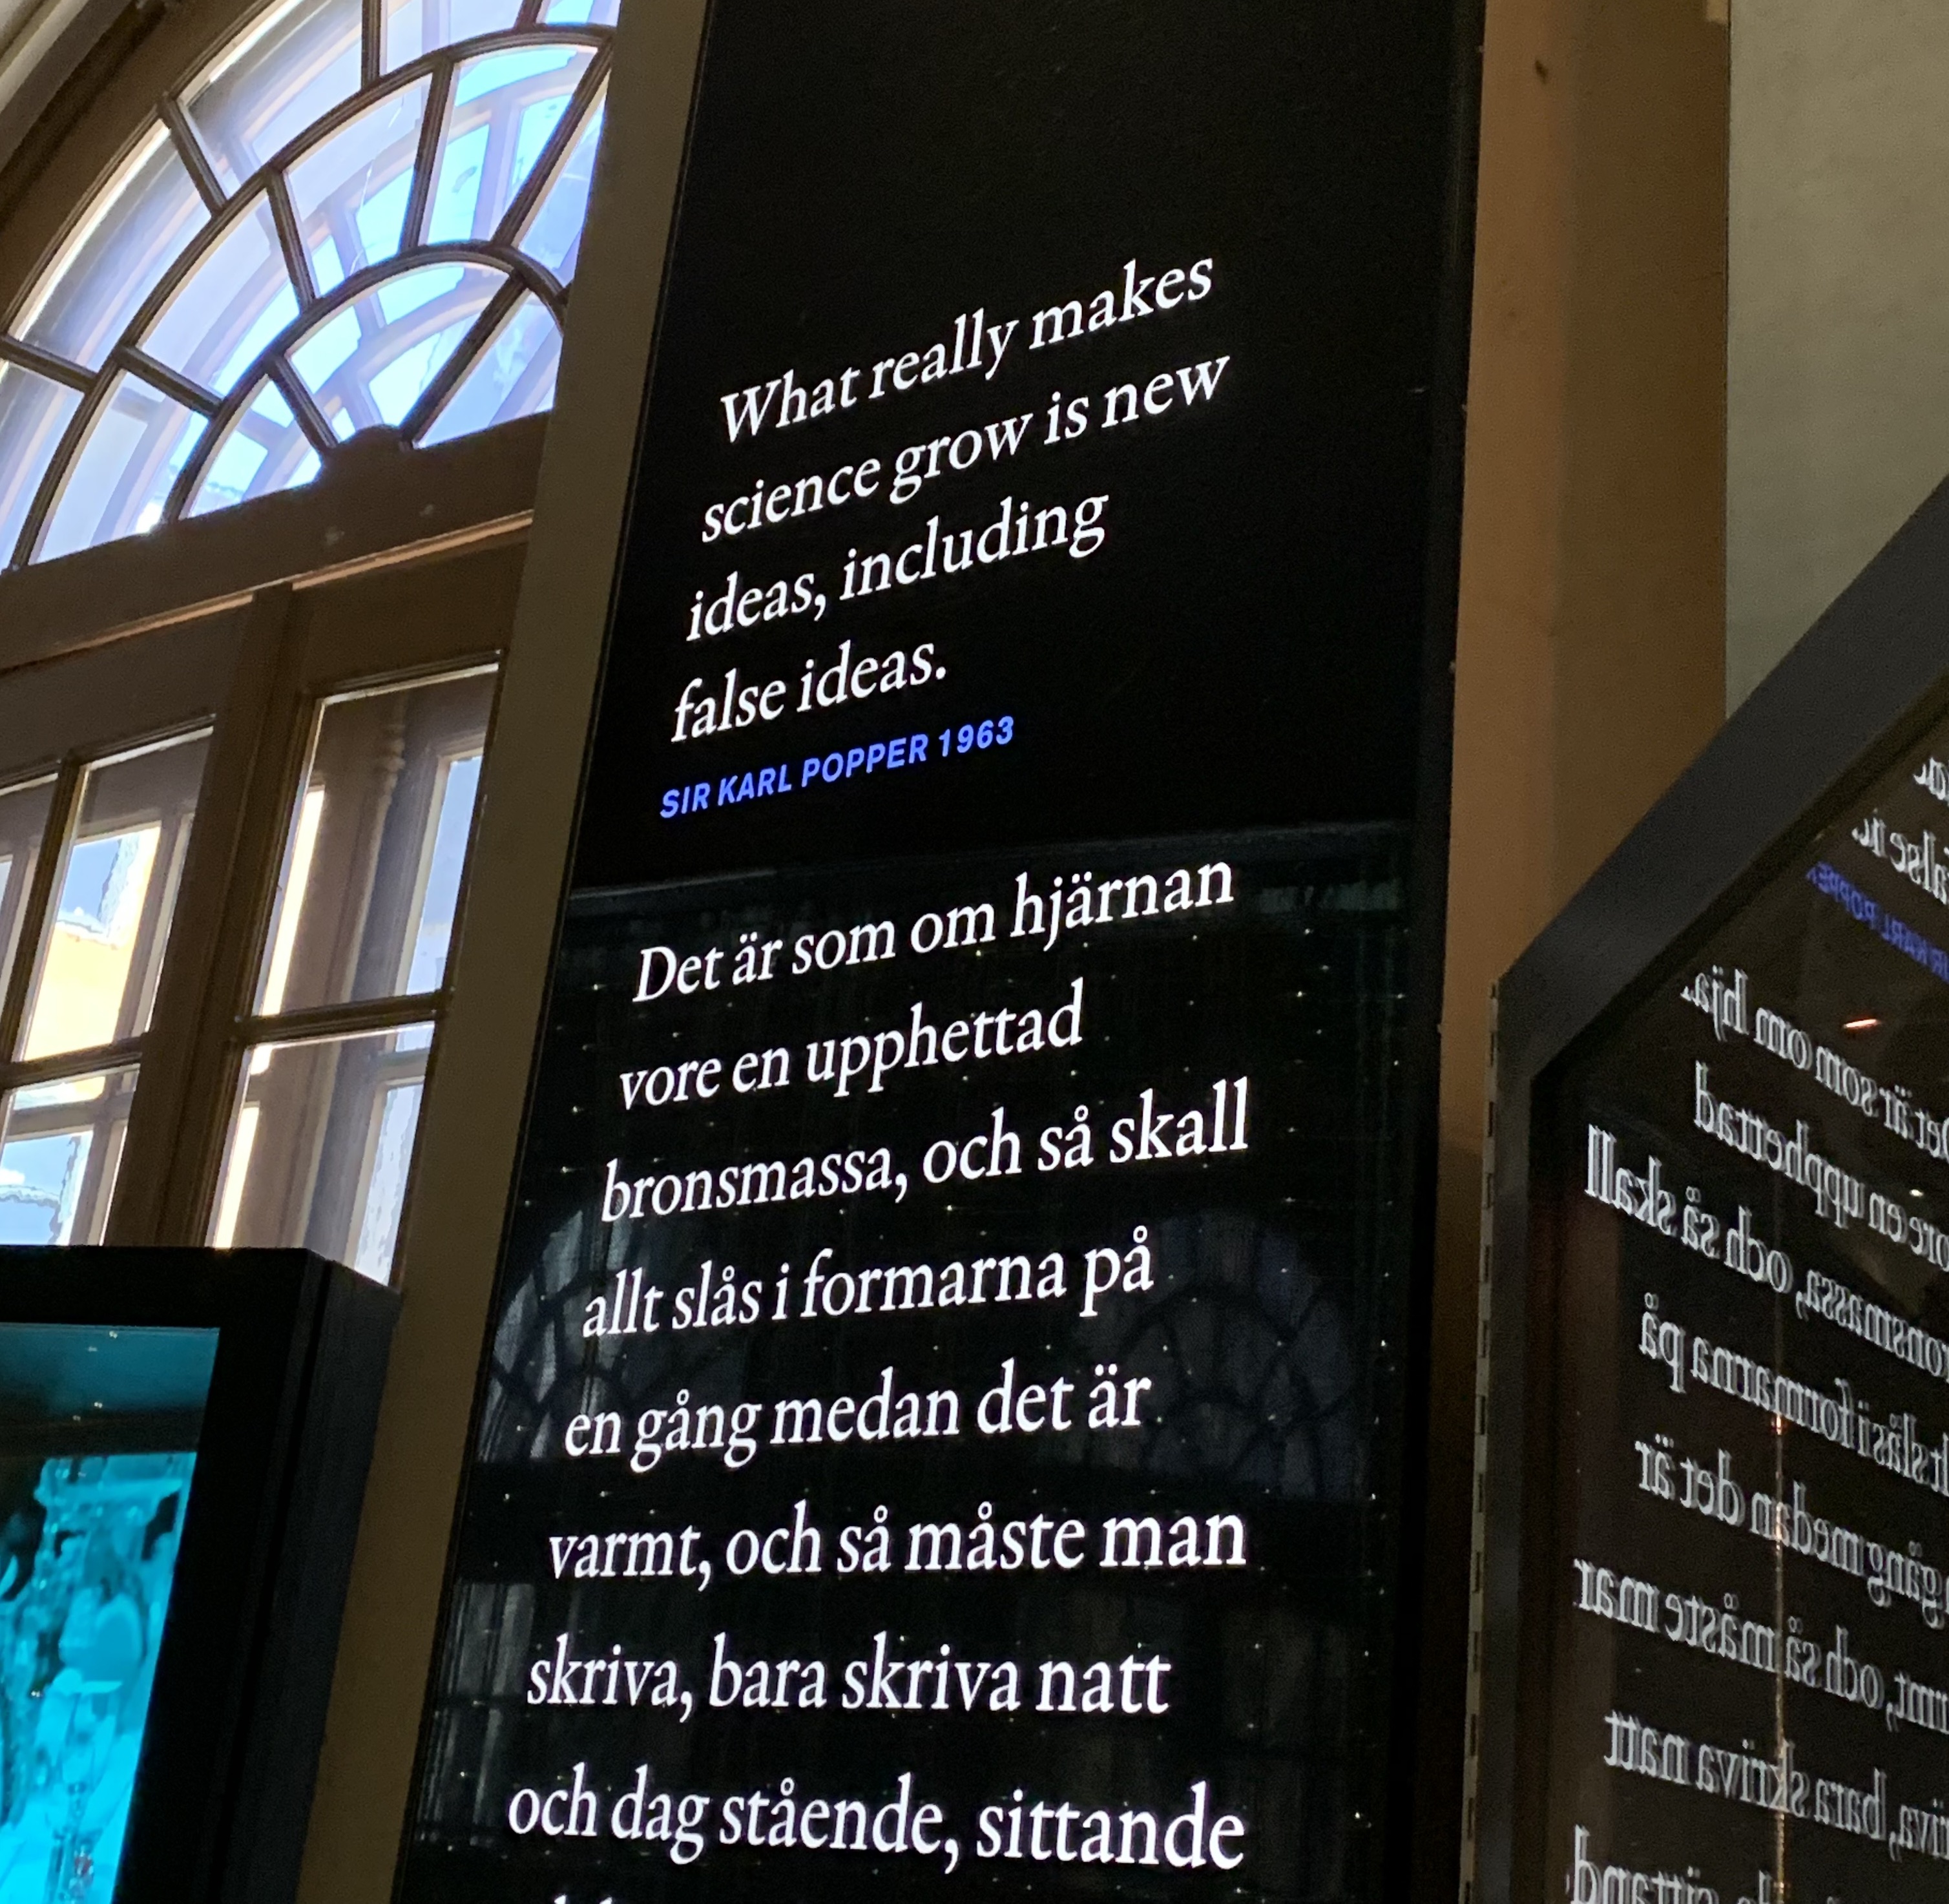 What really makes
science grow is new
ideas, including
false ideas.
SIR KARL POPPER 1963
Det är som om hjärnan
vore en upphettad
bronsmassa, och så skall
allt slås i formarna på
en gång medan det är
varmt, och så måste man
skriva, bara skriva natt
och dag stående, sittande